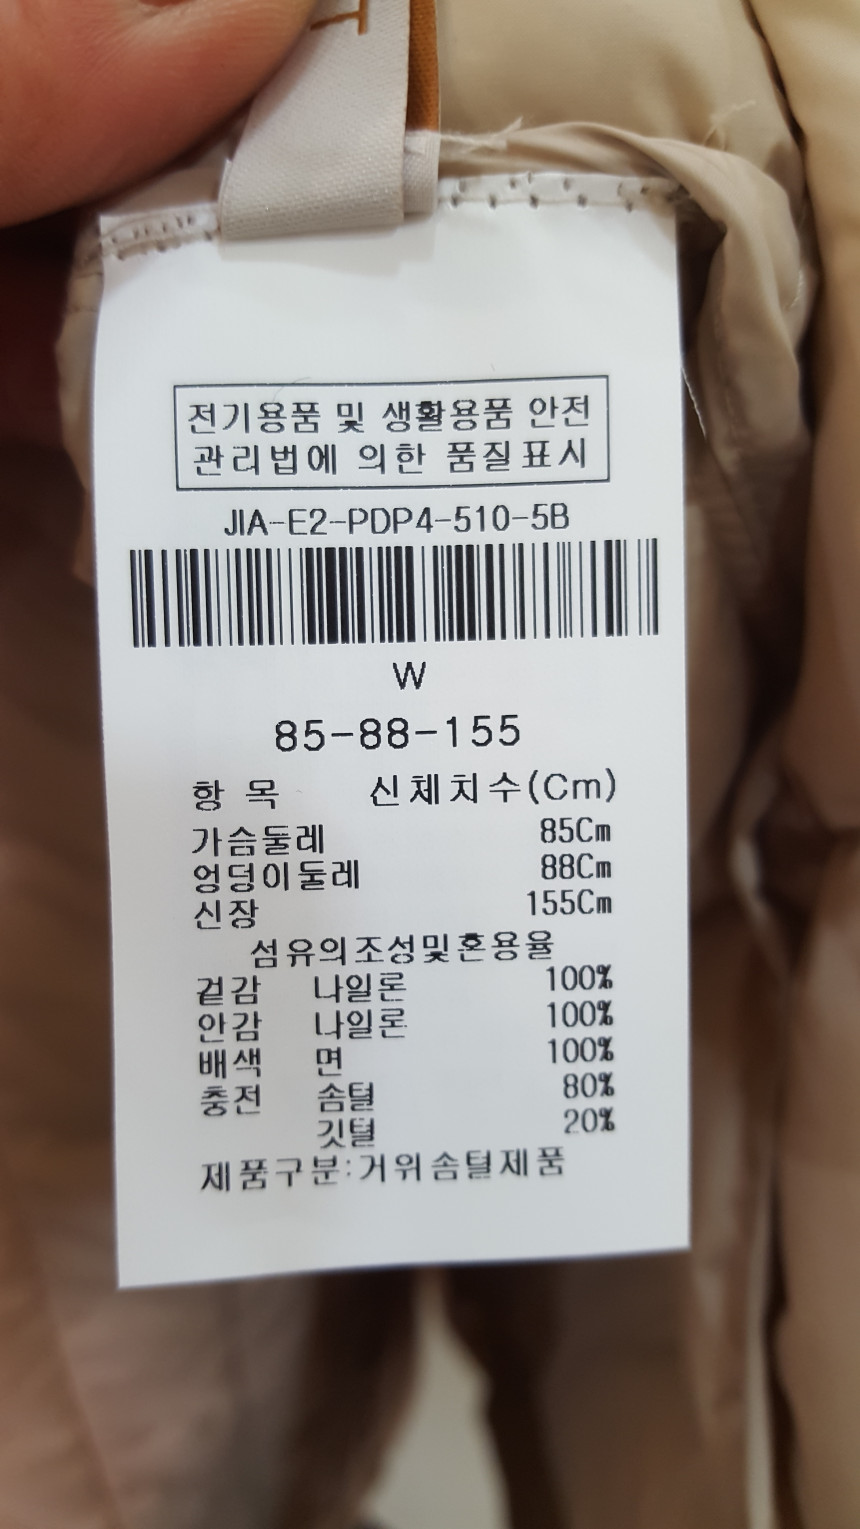 전기용품 및 생활용품 안전
관리법에 의한 품질표시
JIA-E2-PDP4-510-5B
W
85-88-155
항 목 신체치수(Cm)
가슴둘레 85Cm
엉덩이둘레 88Cm
신장 155Cm
섬유의조성및혼용율
겉감 나일론 100%
안감 나일론 100%
배색 면 100%
충전 솜털 80%
깃털 20%
제품구분:거위솜털제품